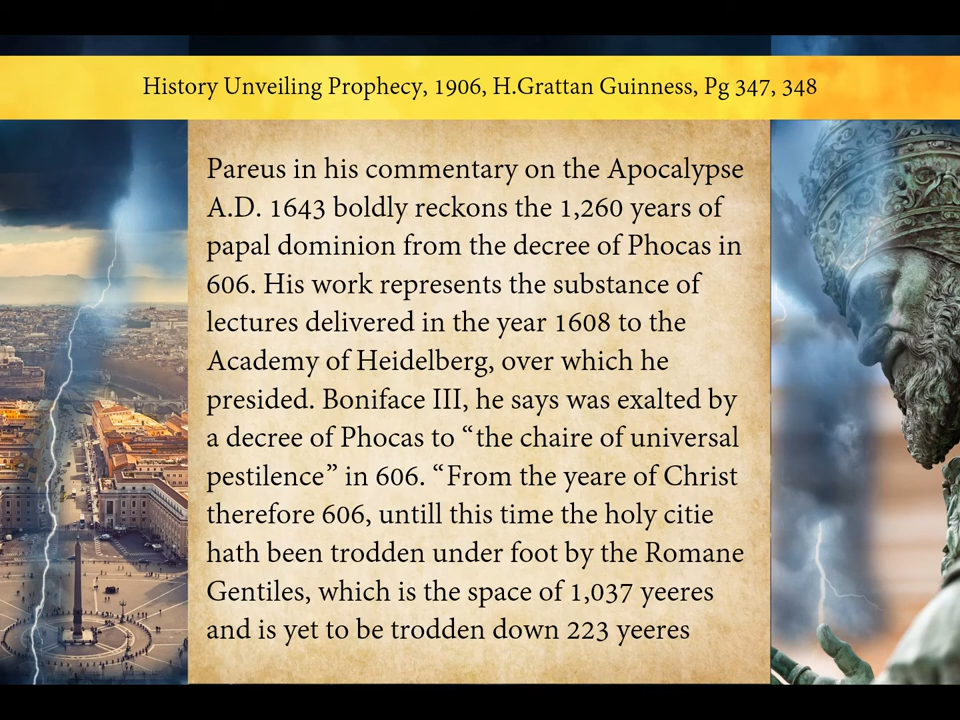 History Unveiling Prophecy, 1906, H.Grattan Guinness, Pg 347, 348
Pareus in his commentary on the Apocalypse
A.D. 1643 boldly reckons the 1,260 years of
papal dominion from the decree of Phocas in
606. His work represents the substance of
lectures delivered in the year 1608 to the
Academy of Heidelberg, over which he
presided. Boniface III, he says was exalted by
a decree of Phocas to “the chaire of universal
pestilence” in 606. “From the yeare of Christ
therefore 606, untill this time the holy citie
hath been trodden under foot by the Romane
Gentiles, which is the space of 1,037 yeeres
and is yet to be trodden down 223 yeeres